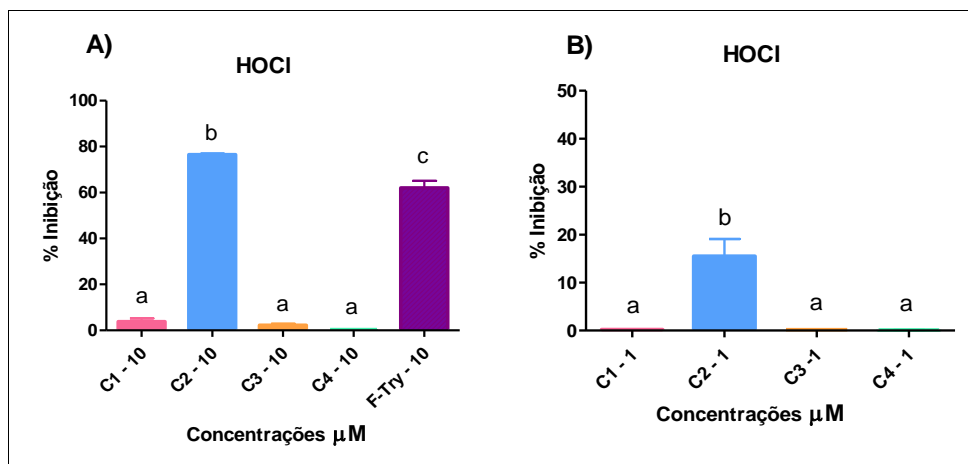 A)
HOCl
% Inibição
100
80
60
40
20
0
a
b
a
a
c
C1 - 10
C2 - 10
C3 - 10
C4 - 10
F-Try - 10
Concentrações µM
B)
HOCl
% Inibição
50
40
30
20
10
0
a
b
a
a
C1 - 1
C2 - 1
C3 -1
C4 - 1
Concentrações µM